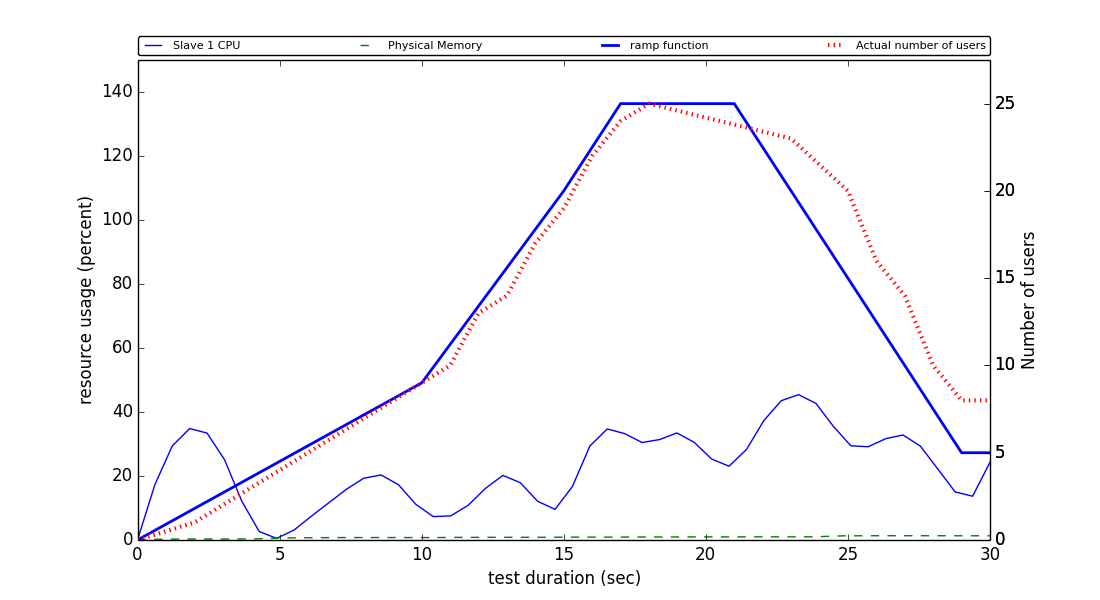 Slave 1 CPU Physical Memory ramp function Actual number of users
140
120
100
80
60
40
20
0
resource usage (percent)
25
20
15
10
5
0
Number of users
0 5 10 15 20 25 30
test duration (sec)